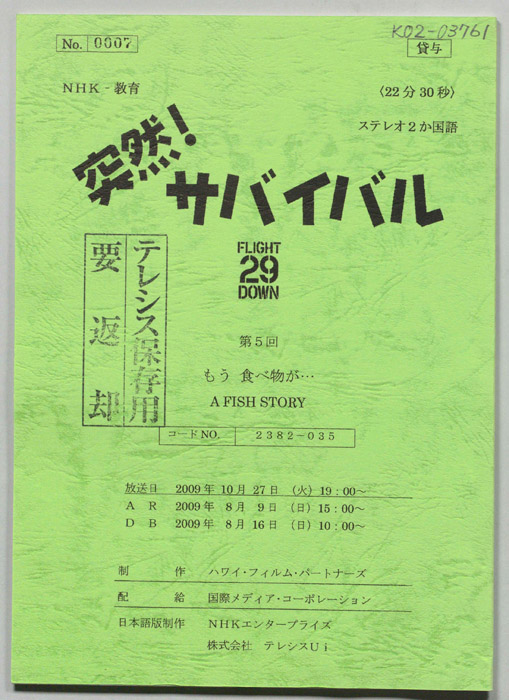 K02-03761
No. 0007
貸与
NHK - 教育
〈22分30秒〉
ステレオ2か国語
突然!
サバイバル
FLIGHT
29
DOWN
テレシス保存用
要返却
第5回
もう 食べ物が…
A FISH STORY
コードNO. 2382-035
放送日 2009年 10月 27日 (火) 19:00〜
A R 2009年 8月 9日 (日) 15:00〜
D B 2009年 8月 16日 (日) 10:00〜
制作 ハワイ・フィルム・パートナーズ
配給 国際メディア・コーポレーション
日本語版制作 NHKエンタープライズ
株式会社 テレシスUi